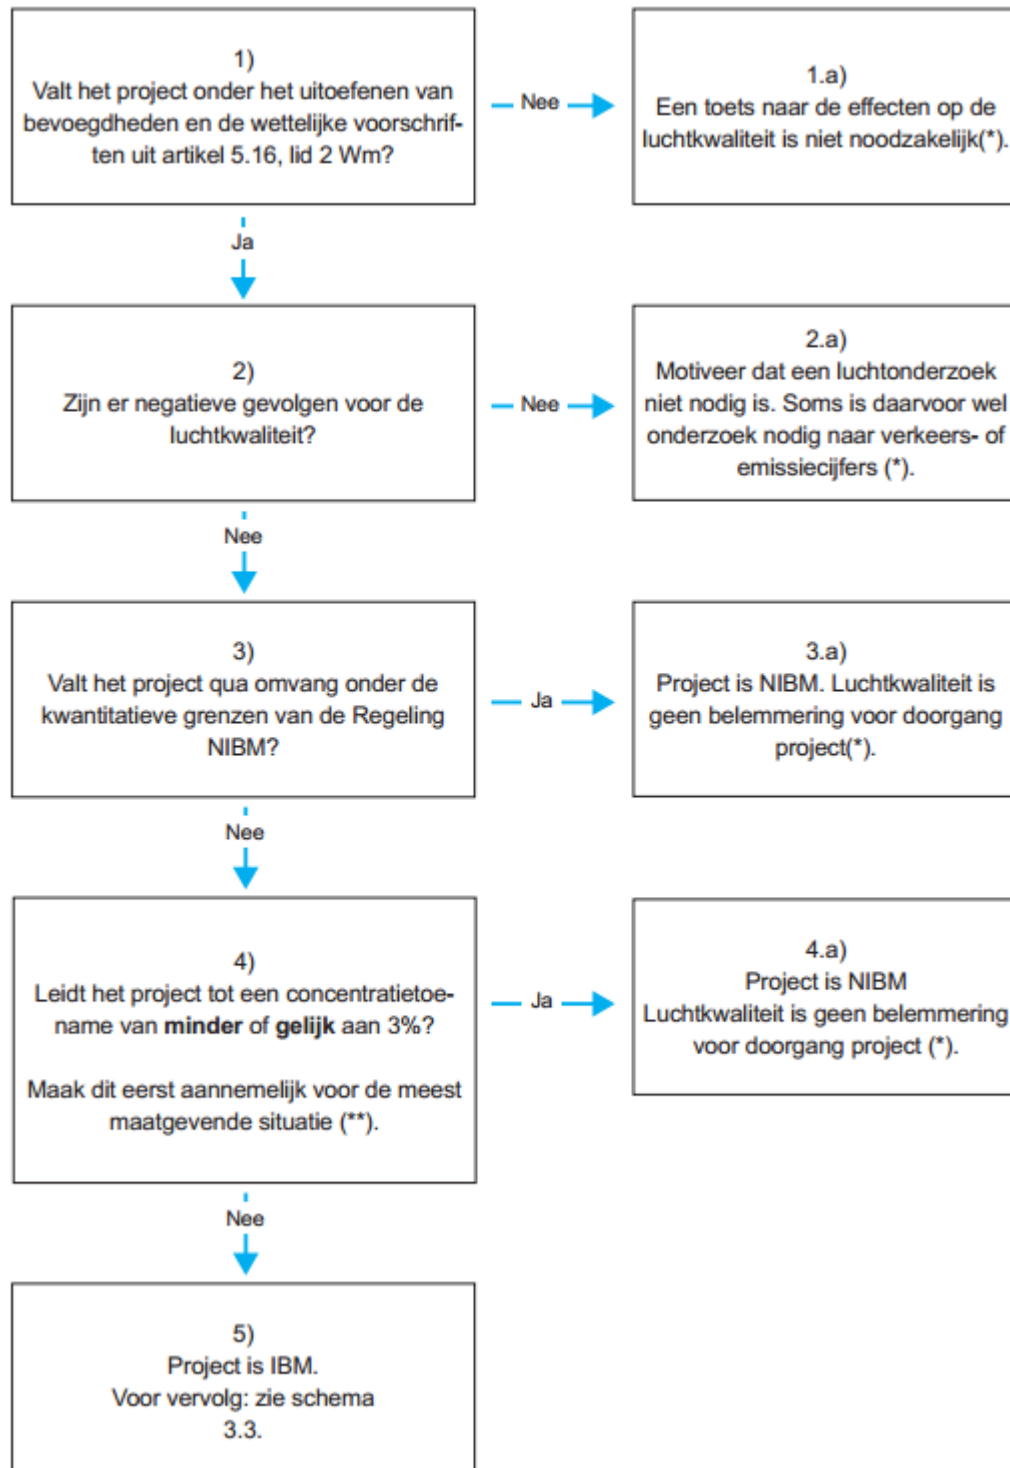 1)
Valt het project onder het uitoefenen van
bevoegdheden en de wettelijke voorschrif-
ten uit artikel 5.16, lid 2 Wm?
Nee
1.a)
Een toets naar de effecten op de
luchtkwaliteit is niet noodzakelijk(*).
Ja
2)
Zijn er negatieve gevolgen voor de
luchtkwaliteit?
Nee
2.a)
Motiveer dat een luchtonderzoek
niet nodig is. Soms is daarvoor wel
onderzoek nodig naar verkeers- of
emissiecijfers (*).
Nee
3)
Valt het project qua omvang onder de
kwantitatieve grenzen van de Regeling
NIBM?
Ja
3.a)
Project is NIBM. Luchtkwaliteit is
geen belemmering voor doorgang
project(*).
Nee
4)
Leidt het project tot een concentratietoe-
name van minder of gelijk aan 3%?
Maak dit eerst aannemelijk voor de meest
maatgevende situatie (**).
Ja
4.a)
Project is NIBM
Luchtkwaliteit is geen belemmering
voor doorgang project (*).
Nee
5)
Project is IBM.
Voor vervolg: zie schema
3.3.